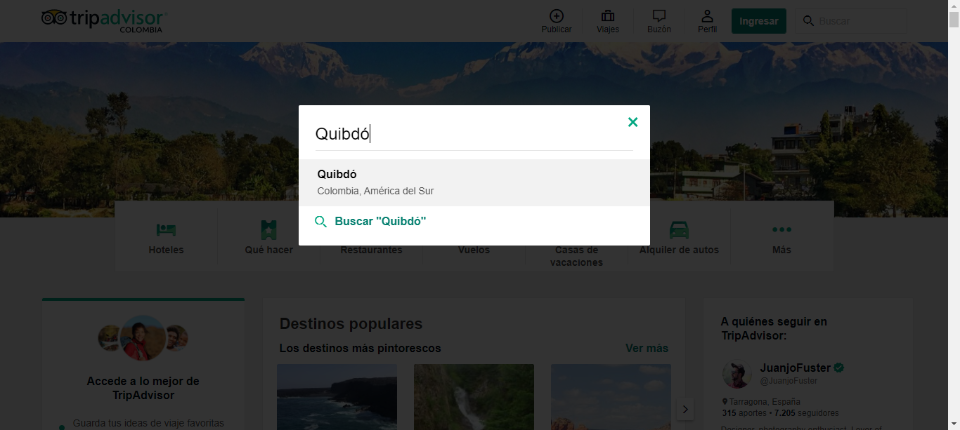 tripadvisor
COLOMBIA
Publicar
Viajes
Buzón
Perfil
Ingresar
Buscar
Quibdó
Quibdó
Colombia, América del Sur
Buscar "Quibdó"
Hoteles
Qué hacer
Restaurantes
Vuelos
Casas de
vacaciones
Alquiler de autos
Más
Accede a lo mejor de
TripAdvisor
Guarda tus ideas de viaje favoritas
Destinos populares
Los destinos más pintorescos
Ver más
A quiénes seguir en
TripAdvisor:
JuanjoFuster
@JuanjoFuster
Tarragona, España
315 aportes • 7.205 seguidores